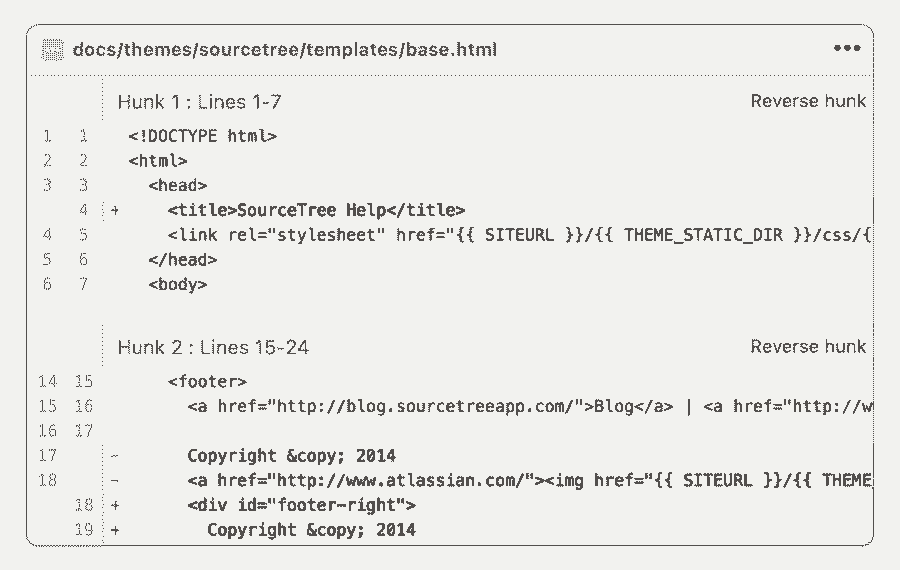 docs/themes/sourcetree/templates/base.html •••
Hunk 1 : Lines 1-7 Reverse hunk
1 1 <!DOCTYPE html>
2 2 <html>
3 3 <head>
4 + <title>SourceTree Help</title>
4 5 <link rel="stylesheet" href="{{ SITEURL }}/{{ THEME_STATIC_DIR }}/css/{
5 6 </head>
6 7 <body>
Hunk 2 : Lines 15-24 Reverse hunk
14 15 <footer>
15 16 <a href="http://blog.sourcetreeapp.com/">Blog</a> | <a href="http://w
16 17
17 - Copyright &copy; 2014
18 - <a href="http://www.atlassian.com/"><img href="{{ SITEURL }}/{{ THEME
18 + <div id="footer-right">
19 + Copyright &copy; 2014